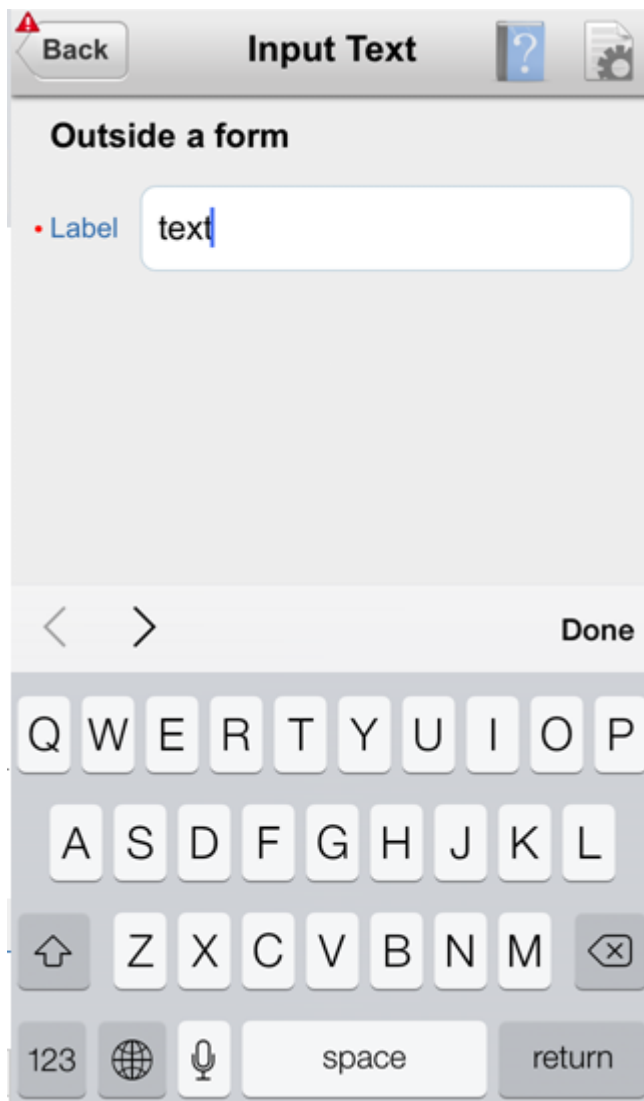 Back Input Text ?
Outside a form
• Label text
Done
Q W E R T Y U I O P
A S D F G H J K L
Z X C V B N M
123 space return